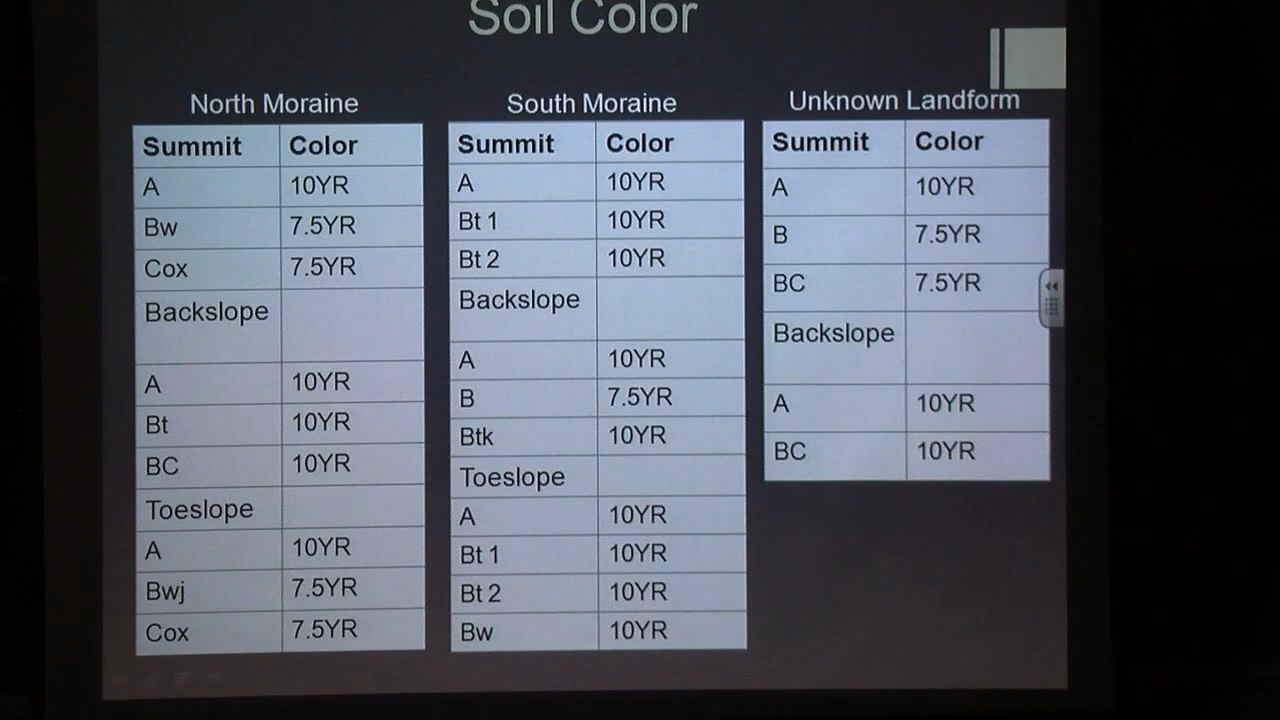 Soil Color
North Moraine
Summit Color
A 10YR
Bw 7.5YR
Cox 7.5YR
Backslope
A 10YR
Bt 10YR
BC 10YR
Toeslope
A 10YR
Bwj 7.5YR
Cox 7.5YR
South Moraine
Summit Color
A 10YR
Bt 1 10YR
Bt 2 10YR
Backslope
A 10YR
B 7.5YR
Btk 10YR
Toeslope
A 10YR
Bt 1 10YR
Bt 2 10YR
Bw 10YR
Unknown Landform
Summit Color
A 10YR
B 7.5YR
BC 7.5YR
Backslope
A 10YR
BC 10YR